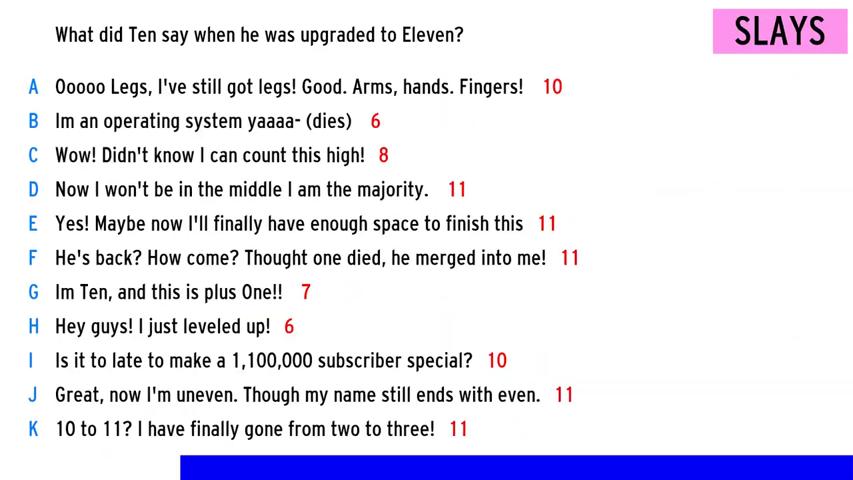 What did Ten say when he was upgraded to Eleven?
SLAYS
A Ooooo Legs, I've still got legs! Good. Arms, hands. Fingers! 10
B Im an operating system yaaaa- (dies) 6
C Wow! Didn't know I can count this high! 8
D Now I won't be in the middle I am the majority. 11
E Yes! Maybe now I'll finally have enough space to finish this 11
F He's back? How come? Thought one died, he merged into me! 11
G Im Ten, and this is plus One!! 7
H Hey guys! I just leveled up! 6
I Is it to late to make a 1,100,000 subscriber special? 10
J Great, now I'm uneven. Though my name still ends with even. 11
K 10 to 11? I have finally gone from two to three! 11